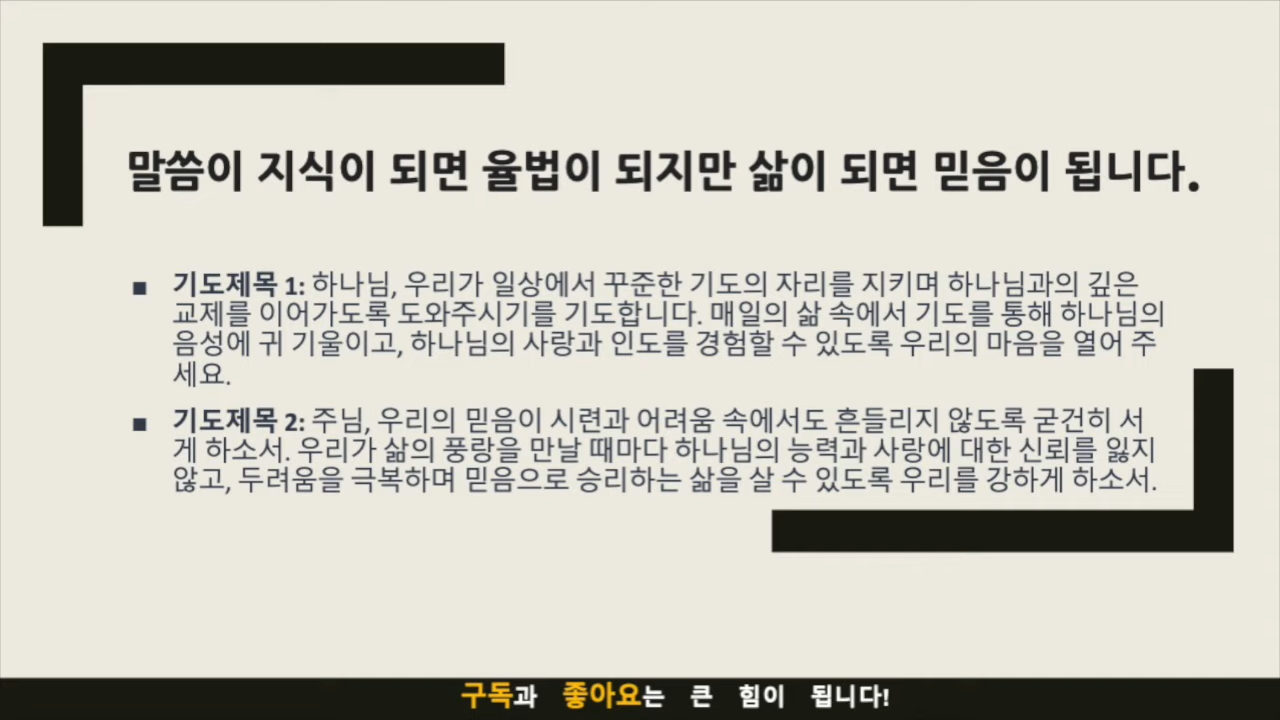 말씀이 지식이 되면 율법이 되지만 삶이 되면 믿음이 됩니다.
■ 기도제목 1: 하나님, 우리가 일상에서 꾸준한 기도의 자리를 지키며 하나님과의 깊은
교제를 이어가도록 도와주시기를 기도합니다. 매일의 삶 속에서 기도를 통해 하나님의
음성에 귀 기울이고, 하나님의 사랑과 인도를 경험할 수 있도록 우리의 마음을 열어 주
세요.
■ 기도제목 2: 주님, 우리의 믿음이 시련과 어려움 속에서도 흔들리지 않도록 굳건히 서
게 하소서. 우리가 삶의 풍랑을 만날 때마다 하나님의 능력과 사랑에 대한 신뢰를 잃지
않고, 두려움을 극복하며 믿음으로 승리하는 삶을 살 수 있도록 우리를 강하게 하소서.
구독과 좋아요는 큰 힘이 됩니다!